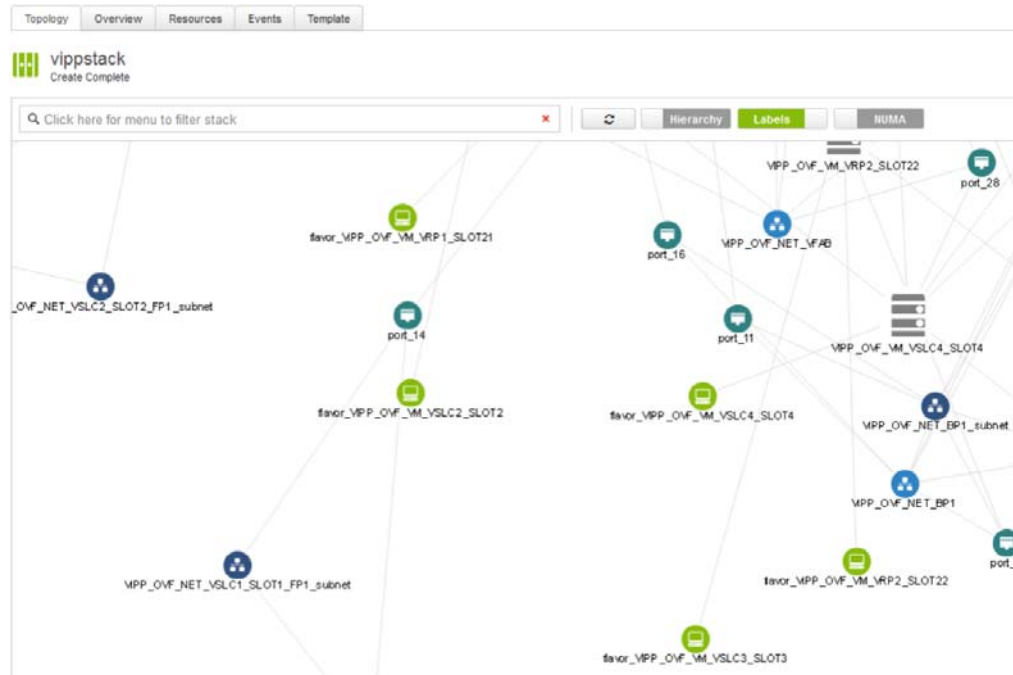 Topology Overview Resources Events Template
vippstack
Create Complete
Click here for menu to filter stack
Hierarchy Labels NUMA
VIPP_OVF_VM_VRP2_SLOT22
port_28
flavor_VIPP_OVF_VM_VRP1_SLOT21
VIPP_OVF_NET_VFAB
port_16
_OVF_NET_VSLC2_SLOT2_FP1_subnet
port_14
port_11
VIPP_OVF_VM_VSLC4_SLOT4
flavor_VIPP_OVF_VM_VSLC2_SLOT2
flavor_VIPP_OVF_VM_VSLC4_SLOT4
VIPP_OVF_NET_BP1_subnet
VIPP_OVF_NET_BP1
port_
VIPP_OVF_NET_VSLC1_SLOT1_FP1_subnet
flavor_VIPP_OVF_VM_VRP2_SLOT22
flavor_VIPP_OVF_VM_VSLC3_SLOT3